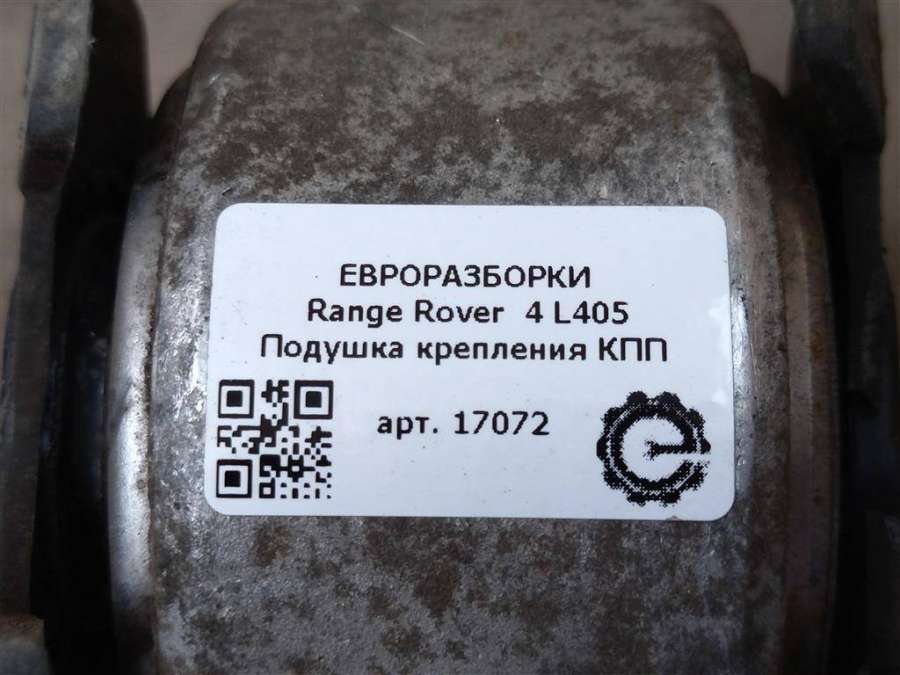 ЕВРОРАЗБОРКИ
Range Rover 4 L405
Подушка крепления КПП
арт. 17072